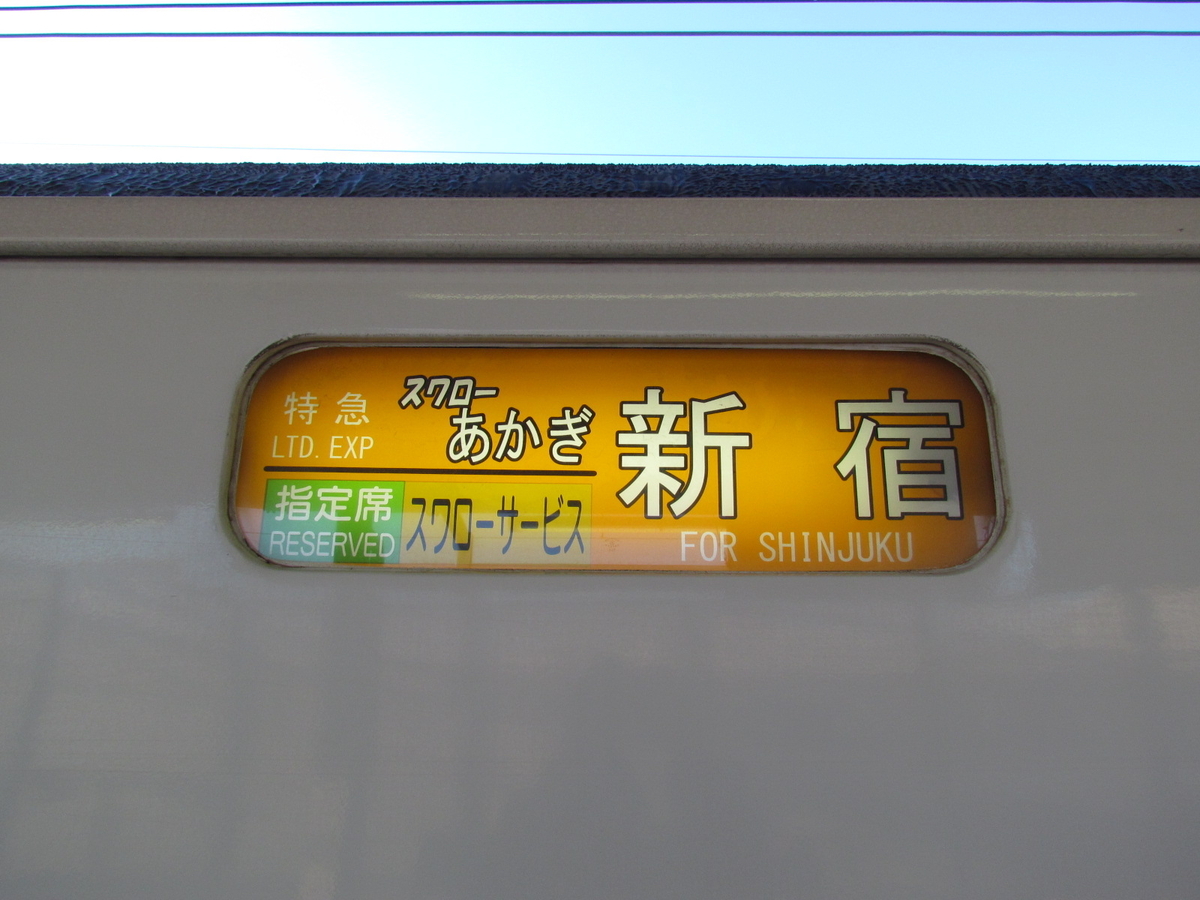 特急
LTD. EXP
スワロー
あかぎ
指定席
RESERVED
スワローサービス
新宿
FOR SHINJUKU